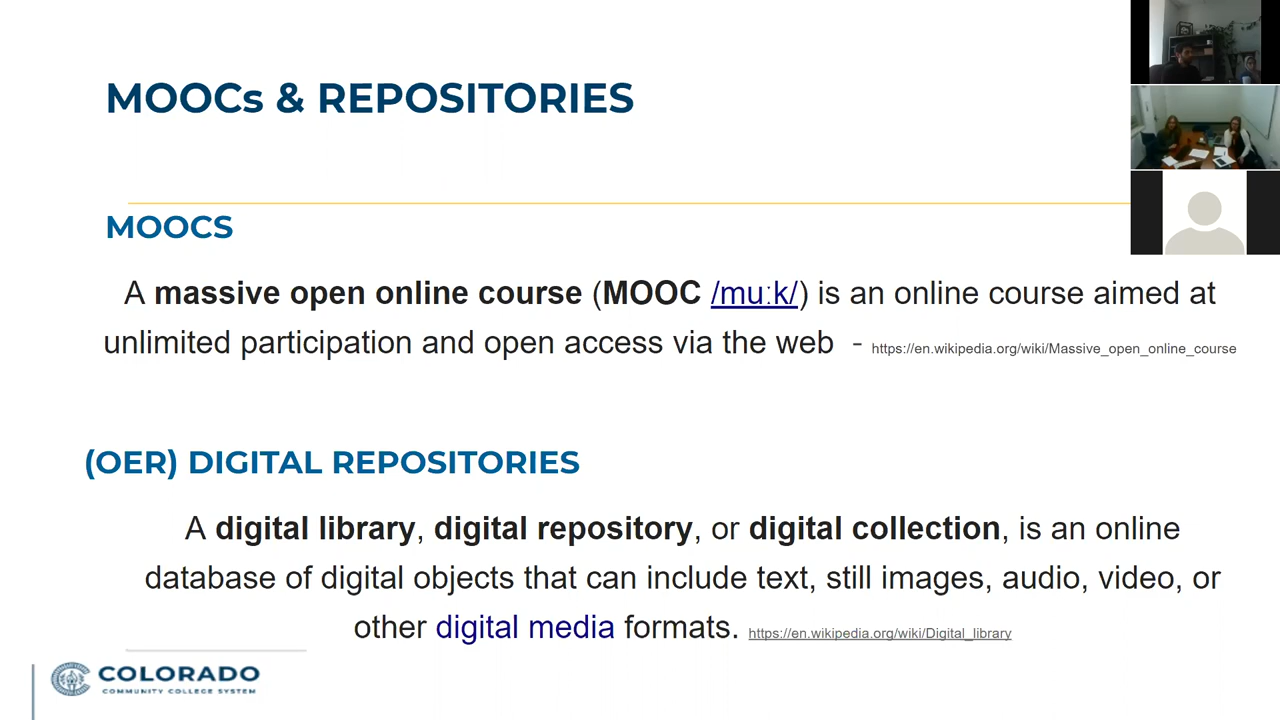 MOOCs & REPOSITORIES
MOOCS
A massive open online course (MOOC /muːk/) is an online course aimed at
unlimited participation and open access via the web - https://en.wikipedia.org/wiki/Massive_open_online_course
(OER) DIGITAL REPOSITORIES
A digital library, digital repository, or digital collection, is an online
database of digital objects that can include text, still images, audio, video, or
other digital media formats. https://en.wikipedia.org/wiki/Digital_library
COLORADO
COMMUNITY COLLEGE SYSTEM